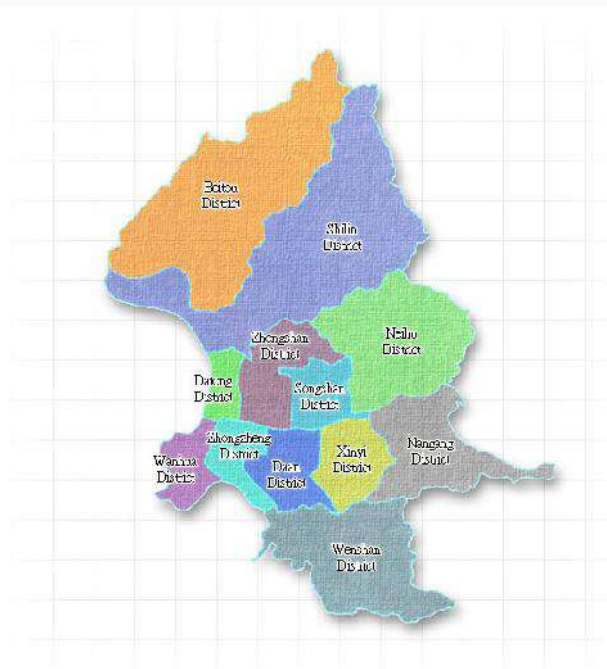 Beitou
District
Shilin
District
Neihu
District
Zhongshan
District
Datong
District
Songshan
District
Zhongzheng
District
Wanhua
District
Daan
District
Xinyi
District
Nangang
District
Wenshan
District